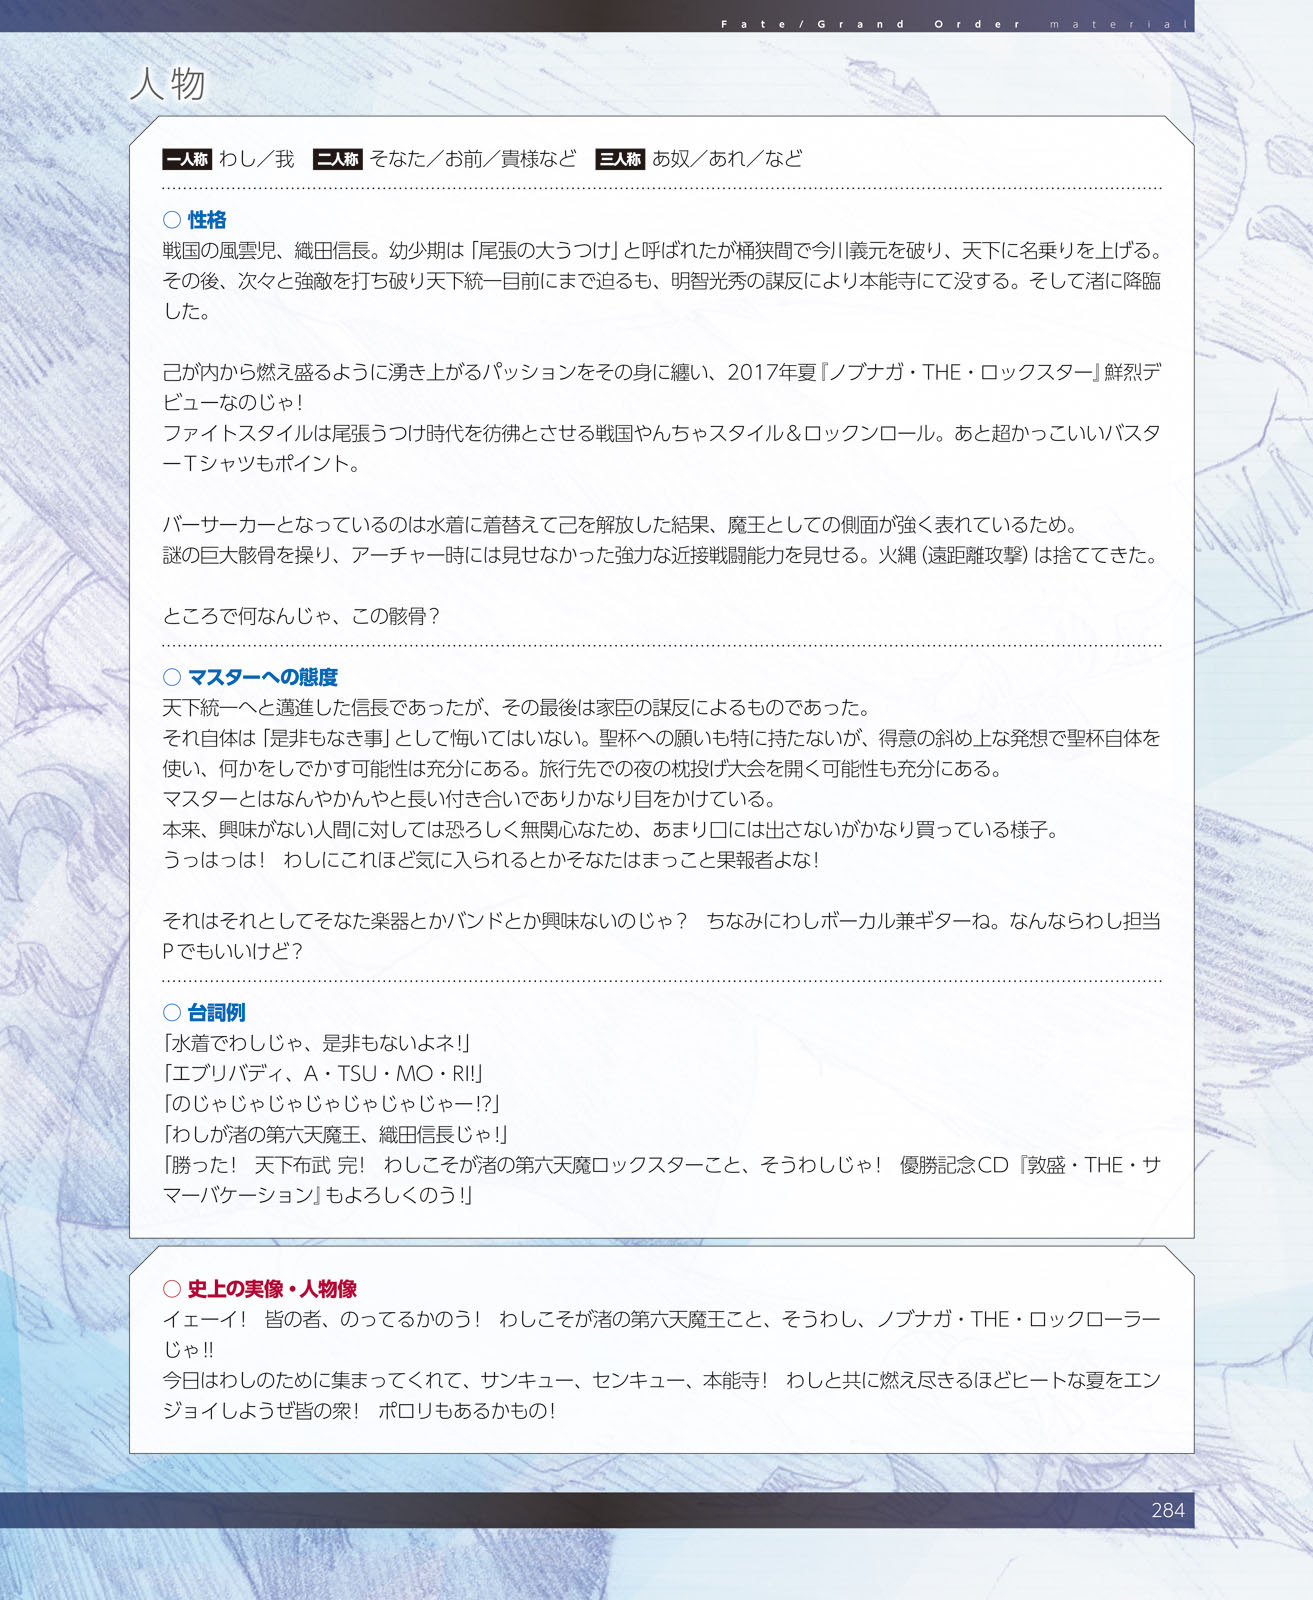 Fate/Grand Order material
人物
一人称 わし／我 二人称 そなた／お前／貴様など 三人称 あ奴／あれ／など
○ 性格
戦国の風雲児、織田信長。幼少期は「尾張の大うつけ」と呼ばれたが桶狭間で今川義元を破り、天下に名乗りを上げる。
その後、次々と強敵を打ち破り天下統一目前にまで迫るも、明智光秀の謀反により本能寺にて没する。そして渚に降臨
した。
己が内から燃え盛るように湧き上がるパッションをその身に纏い、2017年夏『ノブナガ・THE・ロックスター』鮮烈デ
ビューなのじゃ！
ファイトスタイルは尾張うつけ時代を彷彿とさせる戦国やんちゃスタイル＆ロックンロール。あと超かっこいいバスタ
ーTシャツもポイント。
バーサーカーとなっているのは水着に着替えて己を解放した結果、魔王としての側面が強く表れているため。
謎の巨大骸骨を操り、アーチャー時には見せなかった強力な近接戦闘能力を見せる。火縄（遠距離攻撃）は捨ててきた。
ところで何なんじゃ、この骸骨？
○ マスターへの態度
天下統一へと邁進した信長であったが、その最後は家臣の謀反によるものであった。
それ自体は「是非もなき事」として悔いてはいない。聖杯への願いも特に持たないが、得意の斜め上な発想で聖杯自体を
使い、何かをしでかす可能性は充分にある。旅行先での夜の枕投げ大会を開く可能性も充分にある。
マスターとはなんやかんやと長い付き合いでありかなり目をかけている。
本来、興味がない人間に対しては恐ろしく無関心なため、あまり口には出さないがかなり買っている様子。
うっはっは！　わしにこれほど気に入られるとかそなたはまっこと果報者よな！
それはそれとしてそなた楽器とかバンドとか興味ないのじゃ？　ちなみにわしボーカル兼ギターね。なんならわし担当
Pでもいいけど？
○ 台詞例
「水着でわしじゃ、是非もないよネ！」
「エブリバディ、A・TSU・MO・RI!」
「のじゃじゃじゃじゃじゃじゃじゃー!?」
「わしが渚の第六天魔王、織田信長じゃ！」
「勝った！　天下布武 完！　わしこそが渚の第六天魔ロックスターこと、そうわしじゃ！　優勝記念CD『敦盛・THE・サ
マーバケーション』もよろしくのう！」
○ 史上の実像・人物像
イェーイ！　皆の者、のってるかのう！　わしこそが渚の第六天魔王こと、そうわし、ノブナガ・THE・ロックローラー
じゃ!!
今日はわしのために集まってくれて、サンキュー、センキュー、本能寺！　わしと共に燃え尽きるほどヒートな夏をエン
ジョイしようぜ皆の衆！　ポロリもあるかもの！
284